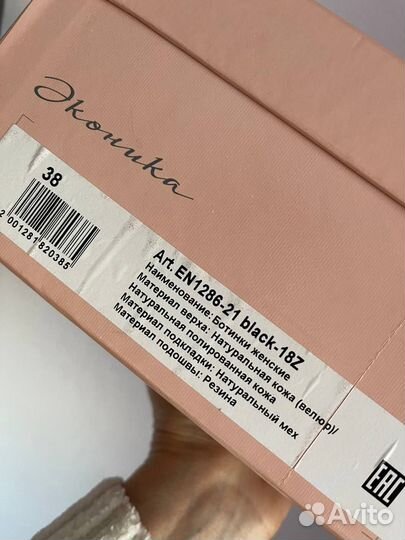 Эконика
38
2 001281 820385
Art. EN1286-21 black-18Z
Наименование: Ботинки женские
Материал верха: Натуральная кожа (велюр)/
Натуральная полированная кожа
Материал подкладки: Натуральный мех
Материал подошвы: Резина
EAC
Avito